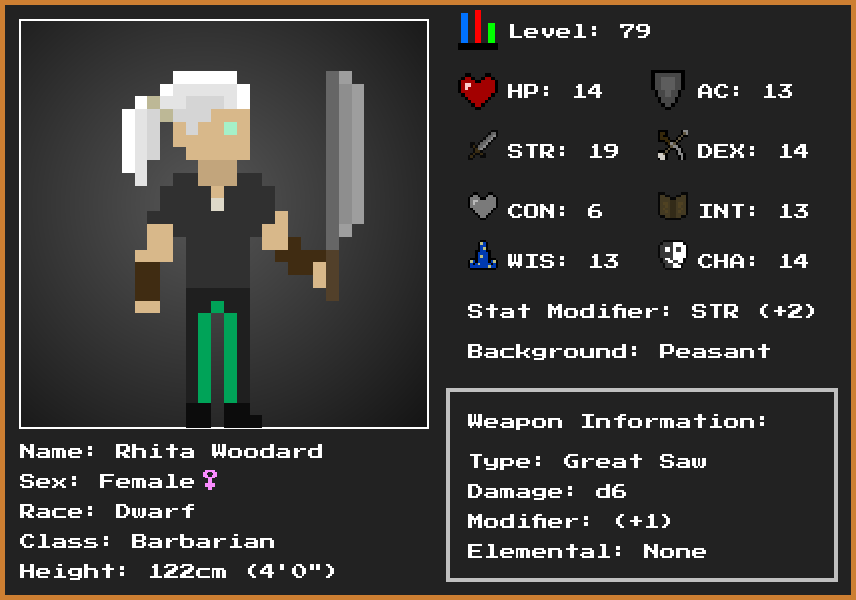 Level: 79
HP: 14 AC: 13
STR: 19 DEX: 14
CON: 6 INT: 13
WIS: 13 CHA: 14
Stat Modifier: STR (+2)
Background: Peasant
Weapon Information:
Type: Great Saw
Damage: d6
Modifier: (+1)
Elemental: None
Name: Rhita Woodard
Sex: Female♀
Race: Dwarf
Class: Barbarian
Height: 122cm (4'0")